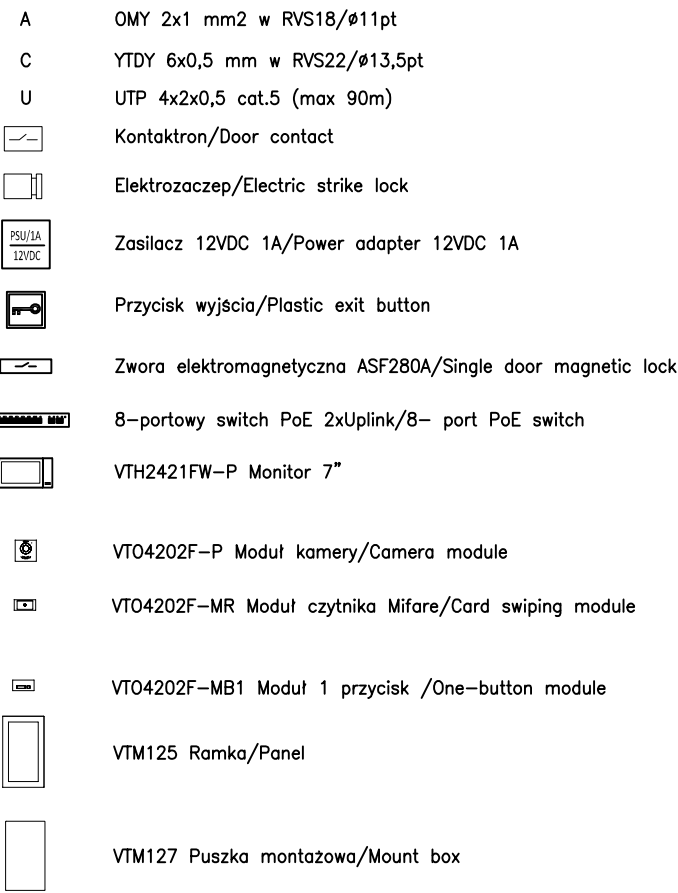 A OMY 2x1 mm2 w RVS18/ø11pt
C YTDY 6x0,5 mm w RVS22/ø13,5pt
U UTP 4x2x0,5 cat.5 (max 90m)
Kontaktron/Door contact
Elektrozaczep/Electric strike lock
PSU/1A
12VDC
Zasilacz 12VDC 1A/Power adapter 12VDC 1A
Przycisk wyjścia/Plastic exit button
Zwora elektromagnetyczna ASF280A/Single door magnetic lock
8-portowy switch PoE 2xUplink/8- port PoE switch
VTH2421FW-P Monitor 7"
VTO4202F-P Moduł kamery/Camera module
VTO4202F-MR Moduł czytnika Mifare/Card swiping module
VTO4202F-MB1 Moduł 1 przycisk /One-button module
VTM125 Ramka/Panel
VTM127 Puszka montażowa/Mount box